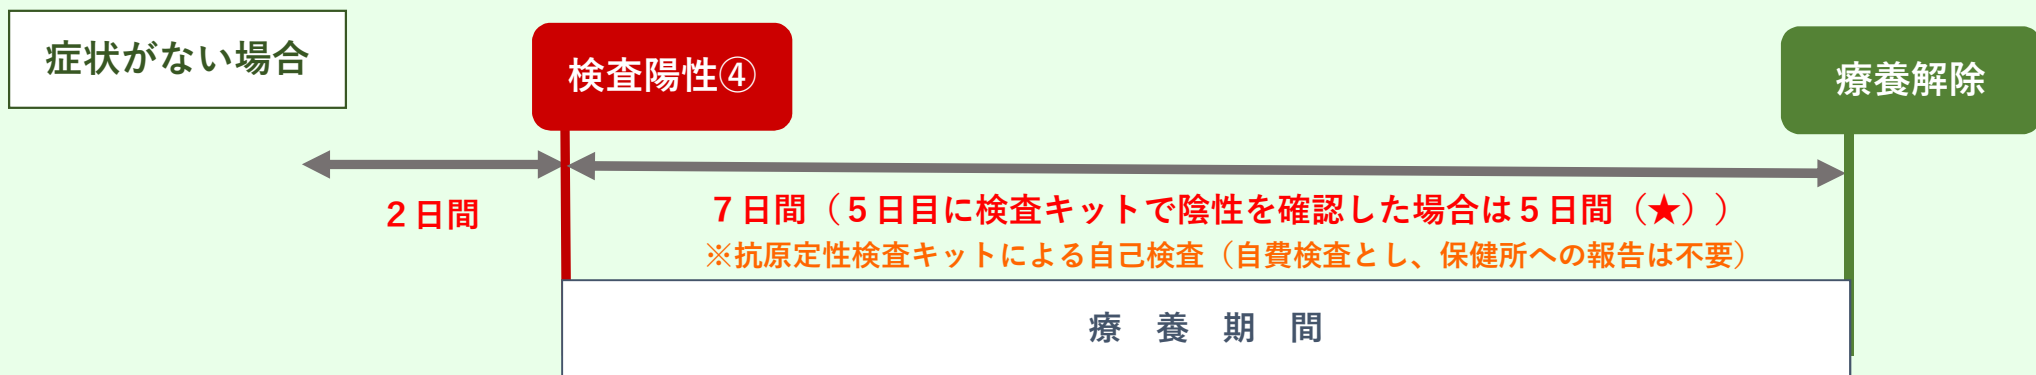 症状がない場合
検査陽性④
療養解除
２日間
７日間（５日目に検査キットで陰性を確認した場合は５日間（★））
※抗原定性検査キットによる自己検査（自費検査とし、保健所への報告は不要）
療　養　期　間